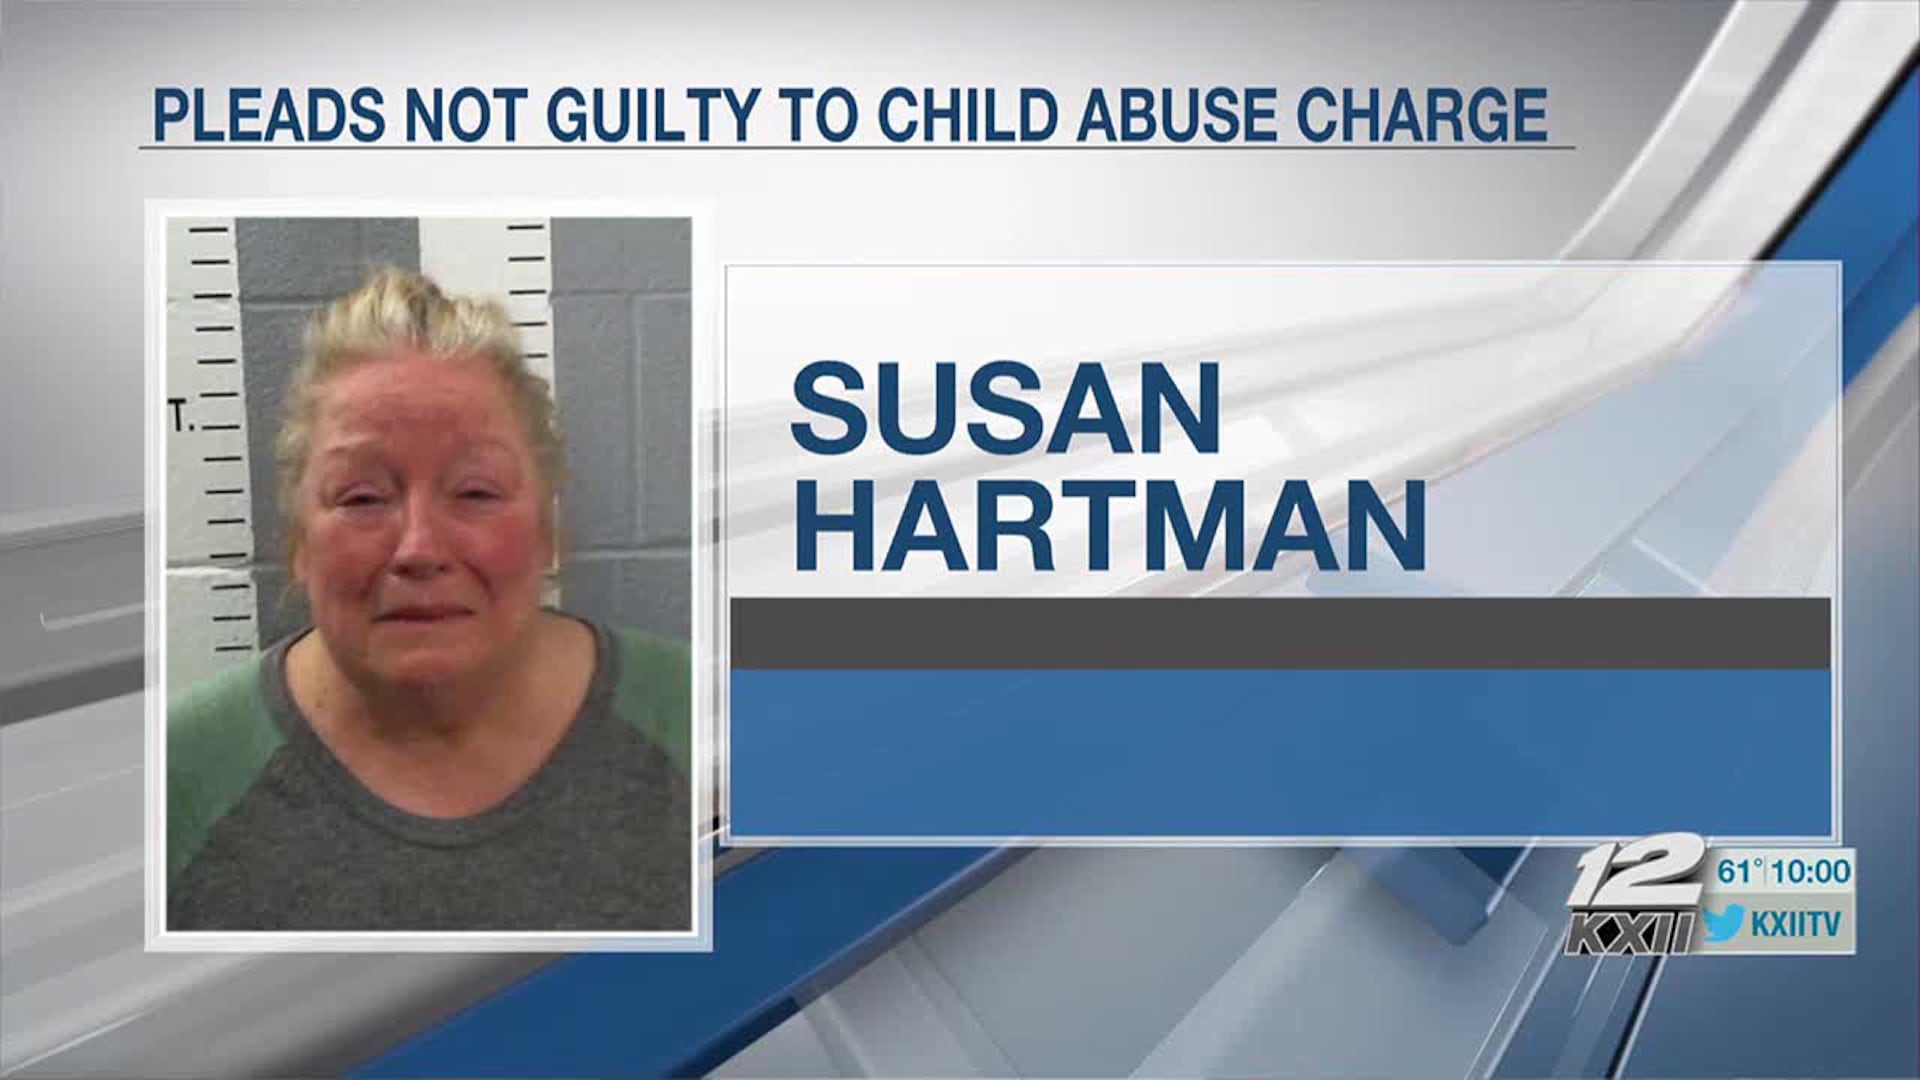 PLEADS NOT GUILTY TO CHILD ABUSE CHARGE
T.
SUSAN
HARTMAN
12
KXII
61° 10:00
KXIITV